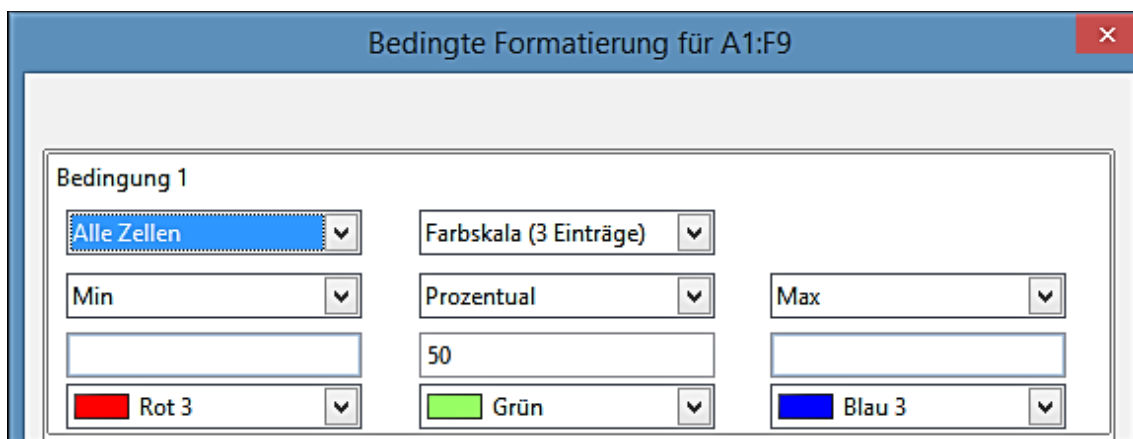 Bedingte Formatierung für A1:F9
Bedingung 1
Alle Zellen Farbskala (3 Einträge)
Min Prozentual Max
50
Rot 3 Grün Blau 3